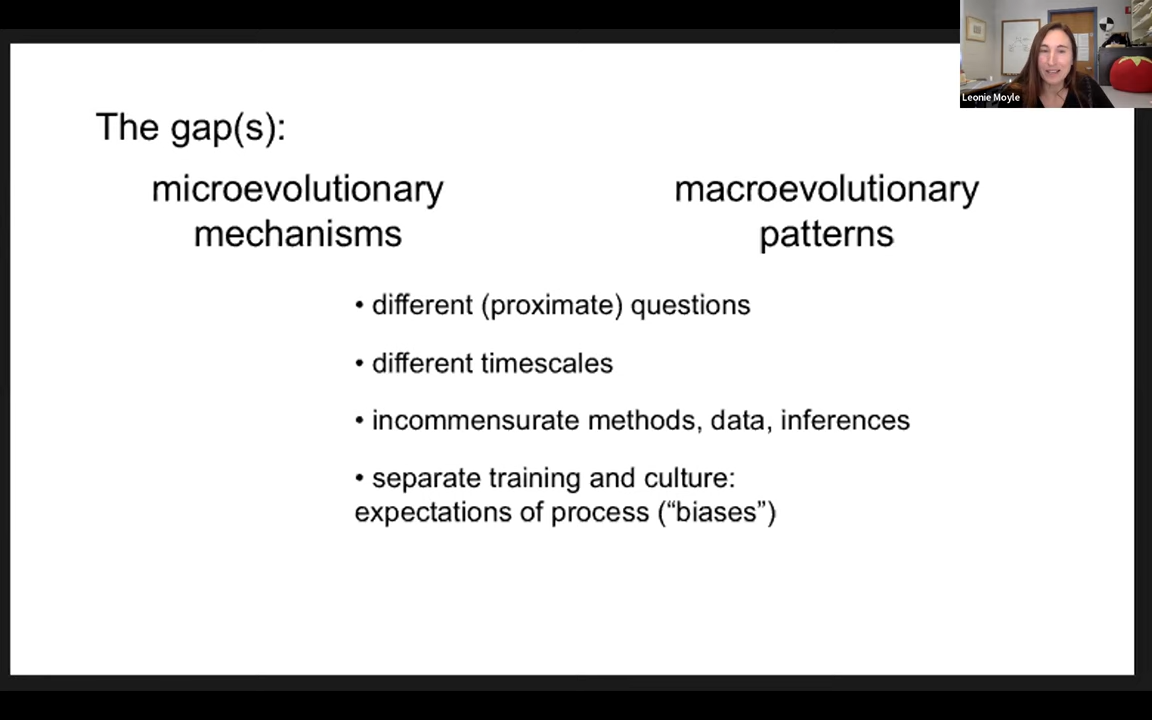 Leonie Moyle
The gap(s):
microevolutionary
mechanisms
macroevolutionary
patterns
• different (proximate) questions
• different timescales
• incommensurate methods, data, inferences
• separate training and culture:
expectations of process (“biases”)